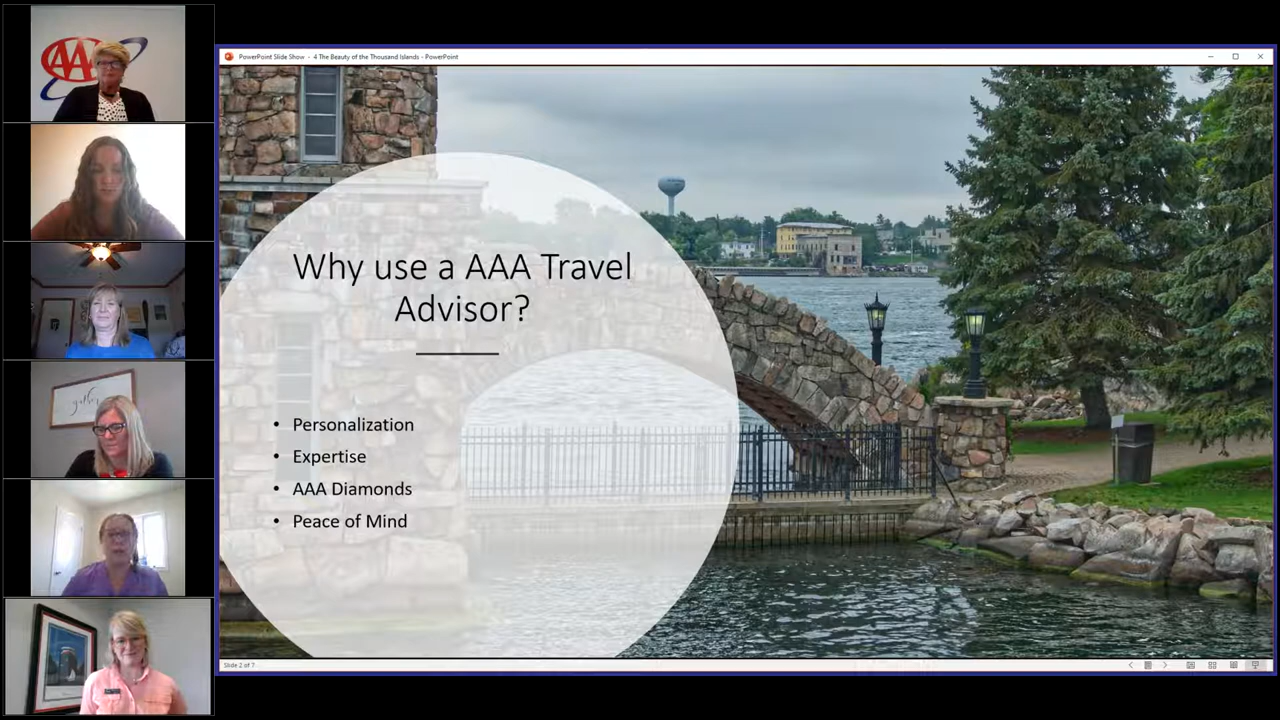 AAA
gather
PowerPoint Slide Show - 4 The Beauty of the Thousand Islands - PowerPoint
Why use a AAA Travel
Advisor?
• Personalization
• Expertise
• AAA Diamonds
• Peace of Mind
Slide 2 of 7